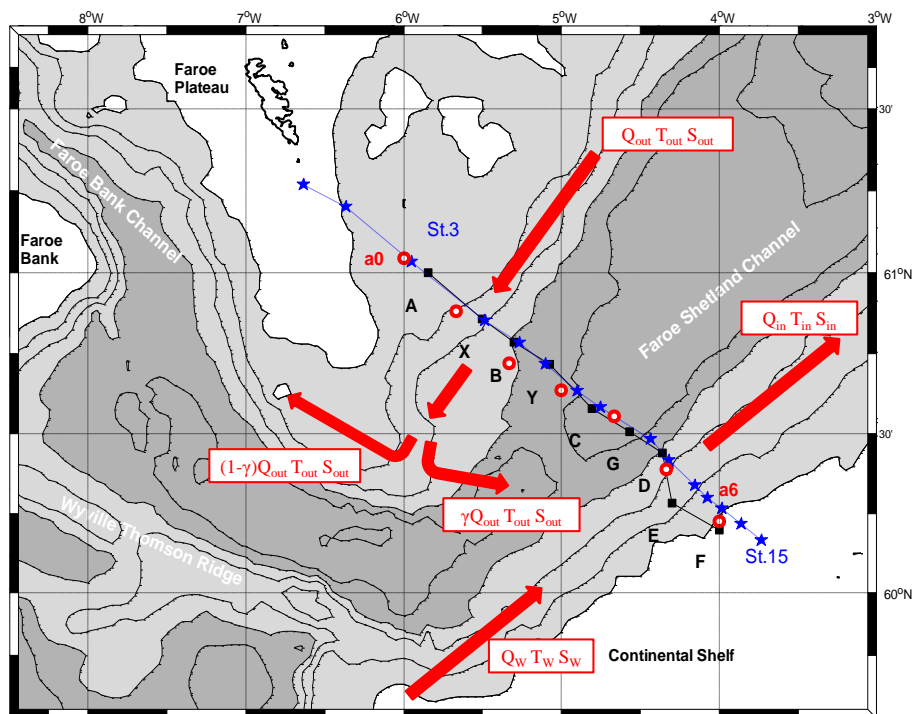 8°W
7°W
6°W
5°W
4°W
3°W
Faroe
Plateau
30'
Q_out T_out S_out
Faroe Bank Channel
St.3
Faroe
Bank
a0
61°N
Faroe Shetland Channel
A
Q_in T_in S_in
X
B
Y
C
30'
G
(1-γ)Q_out T_out S_out
D
a6
γQ_out T_out S_out
E
F
St.15
Wyville Thomson Ridge
60°N
Q_W T_W S_W
Continental Shelf